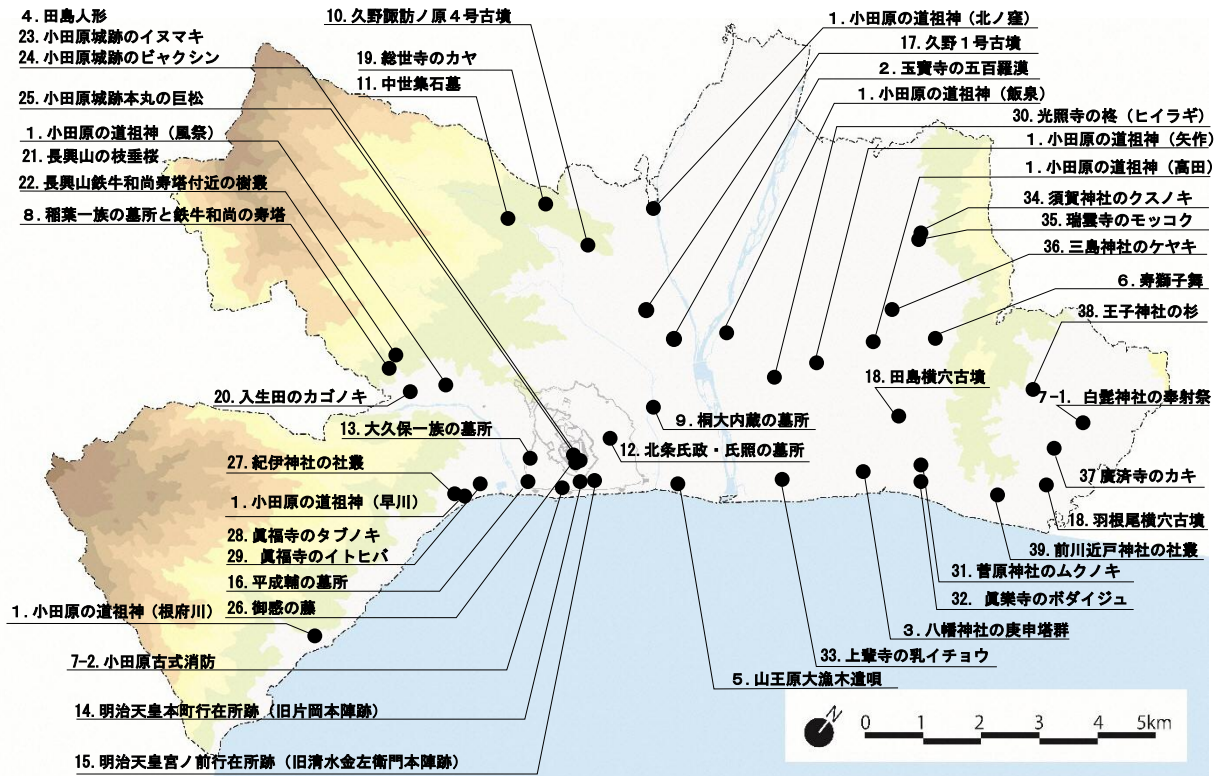 4. 田島人形
23. 小田原城跡のイヌマキ
24. 小田原城跡のビャクシン
25. 小田原城跡本丸の巨松
1. 小田原の道祖神（風祭）
21. 長興山の枝垂桜
22. 長興山鉄牛和尚寿塔付近の樹叢
8. 稲葉一族の墓所と鉄牛和尚の寿塔
10. 久野諏訪ノ原４号古墳
19. 総世寺のカヤ
11. 中世集石墓
1. 小田原の道祖神（北ノ窪）
17. 久野１号古墳
2. 玉寳寺の五百羅漠
1. 小田原の道祖神（飯泉）
30. 光照寺の柊（ヒイラギ）
1. 小田原の道祖神（矢作）
1. 小田原の道祖神（高田）
34. 須賀神社のクスノキ
35. 瑞雲寺のモッコク
36. 三島神社のケヤキ
6. 寿獅子舞
38. 王子神社の杉
18. 田島横穴古墳
7-1. 白髭神社の奉射祭
20. 入生田のカゴノキ
9. 桐大内蔵の墓所
13. 大久保一族の墓所
12. 北条氏政・氏照の墓所
27. 紀伊神社の社叢
37 廣済寺のカキ
1. 小田原の道祖神（早川）
18. 羽根尾横穴古墳
28. 眞福寺のタブノキ
29. 眞福寺のイトヒバ
39. 前川近戸神社の社叢
16. 平成輔の墓所
31. 菅原神社のムクノキ
1. 小田原の道祖神（根府川）
26. 御感の藤
32. 眞樂寺のボダイジュ
3. 八幡神社の庚申塔群
7-2. 小田原古式消防
33. 上輩寺の乳イチョウ
5. 山王原大漁木遣唄
14. 明治天皇本町行在所跡（旧片岡本陣跡）
15. 明治天皇宮ノ前行在所跡（旧清水金左衛門本陣跡）
N
0 1 2 3 4 5km